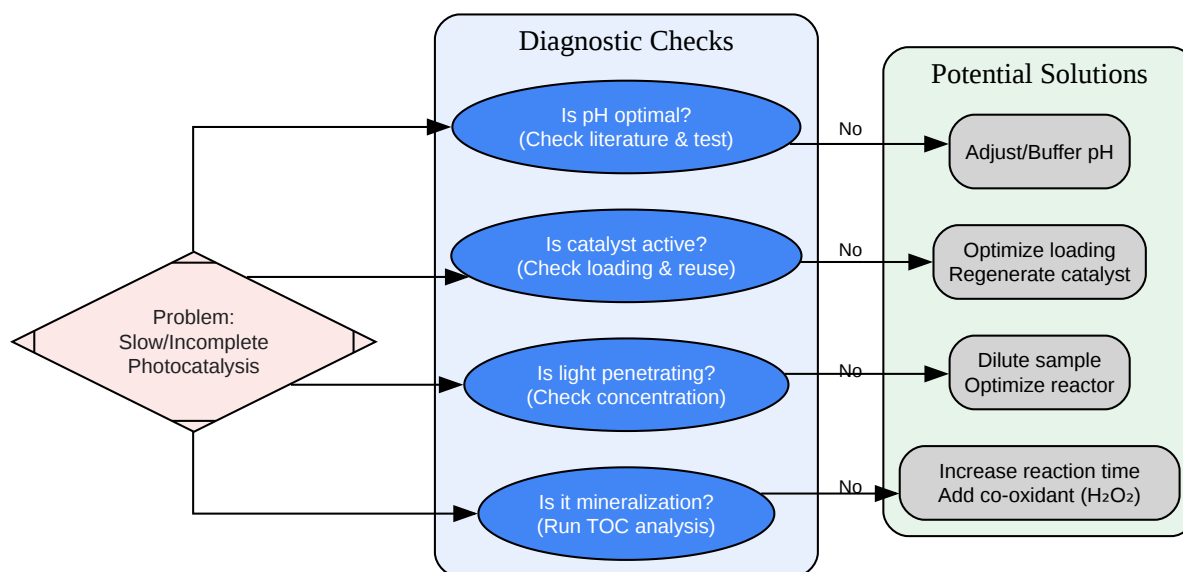 Diagnostic Checks
Potential Solutions
Problem:
Slow/Incomplete
Photocatalysis
Is pH optimal?
(Check literature & test)
No
Adjust/Buffer pH
Is catalyst active?
(Check loading & reuse)
No
Optimize loading
Regenerate catalyst
Is light penetrating?
(Check concentration)
No
Dilute sample
Optimize reactor
Is it mineralization?
(Run TOC analysis)
No
Increase reaction time
Add co-oxidant (H₂O₂)